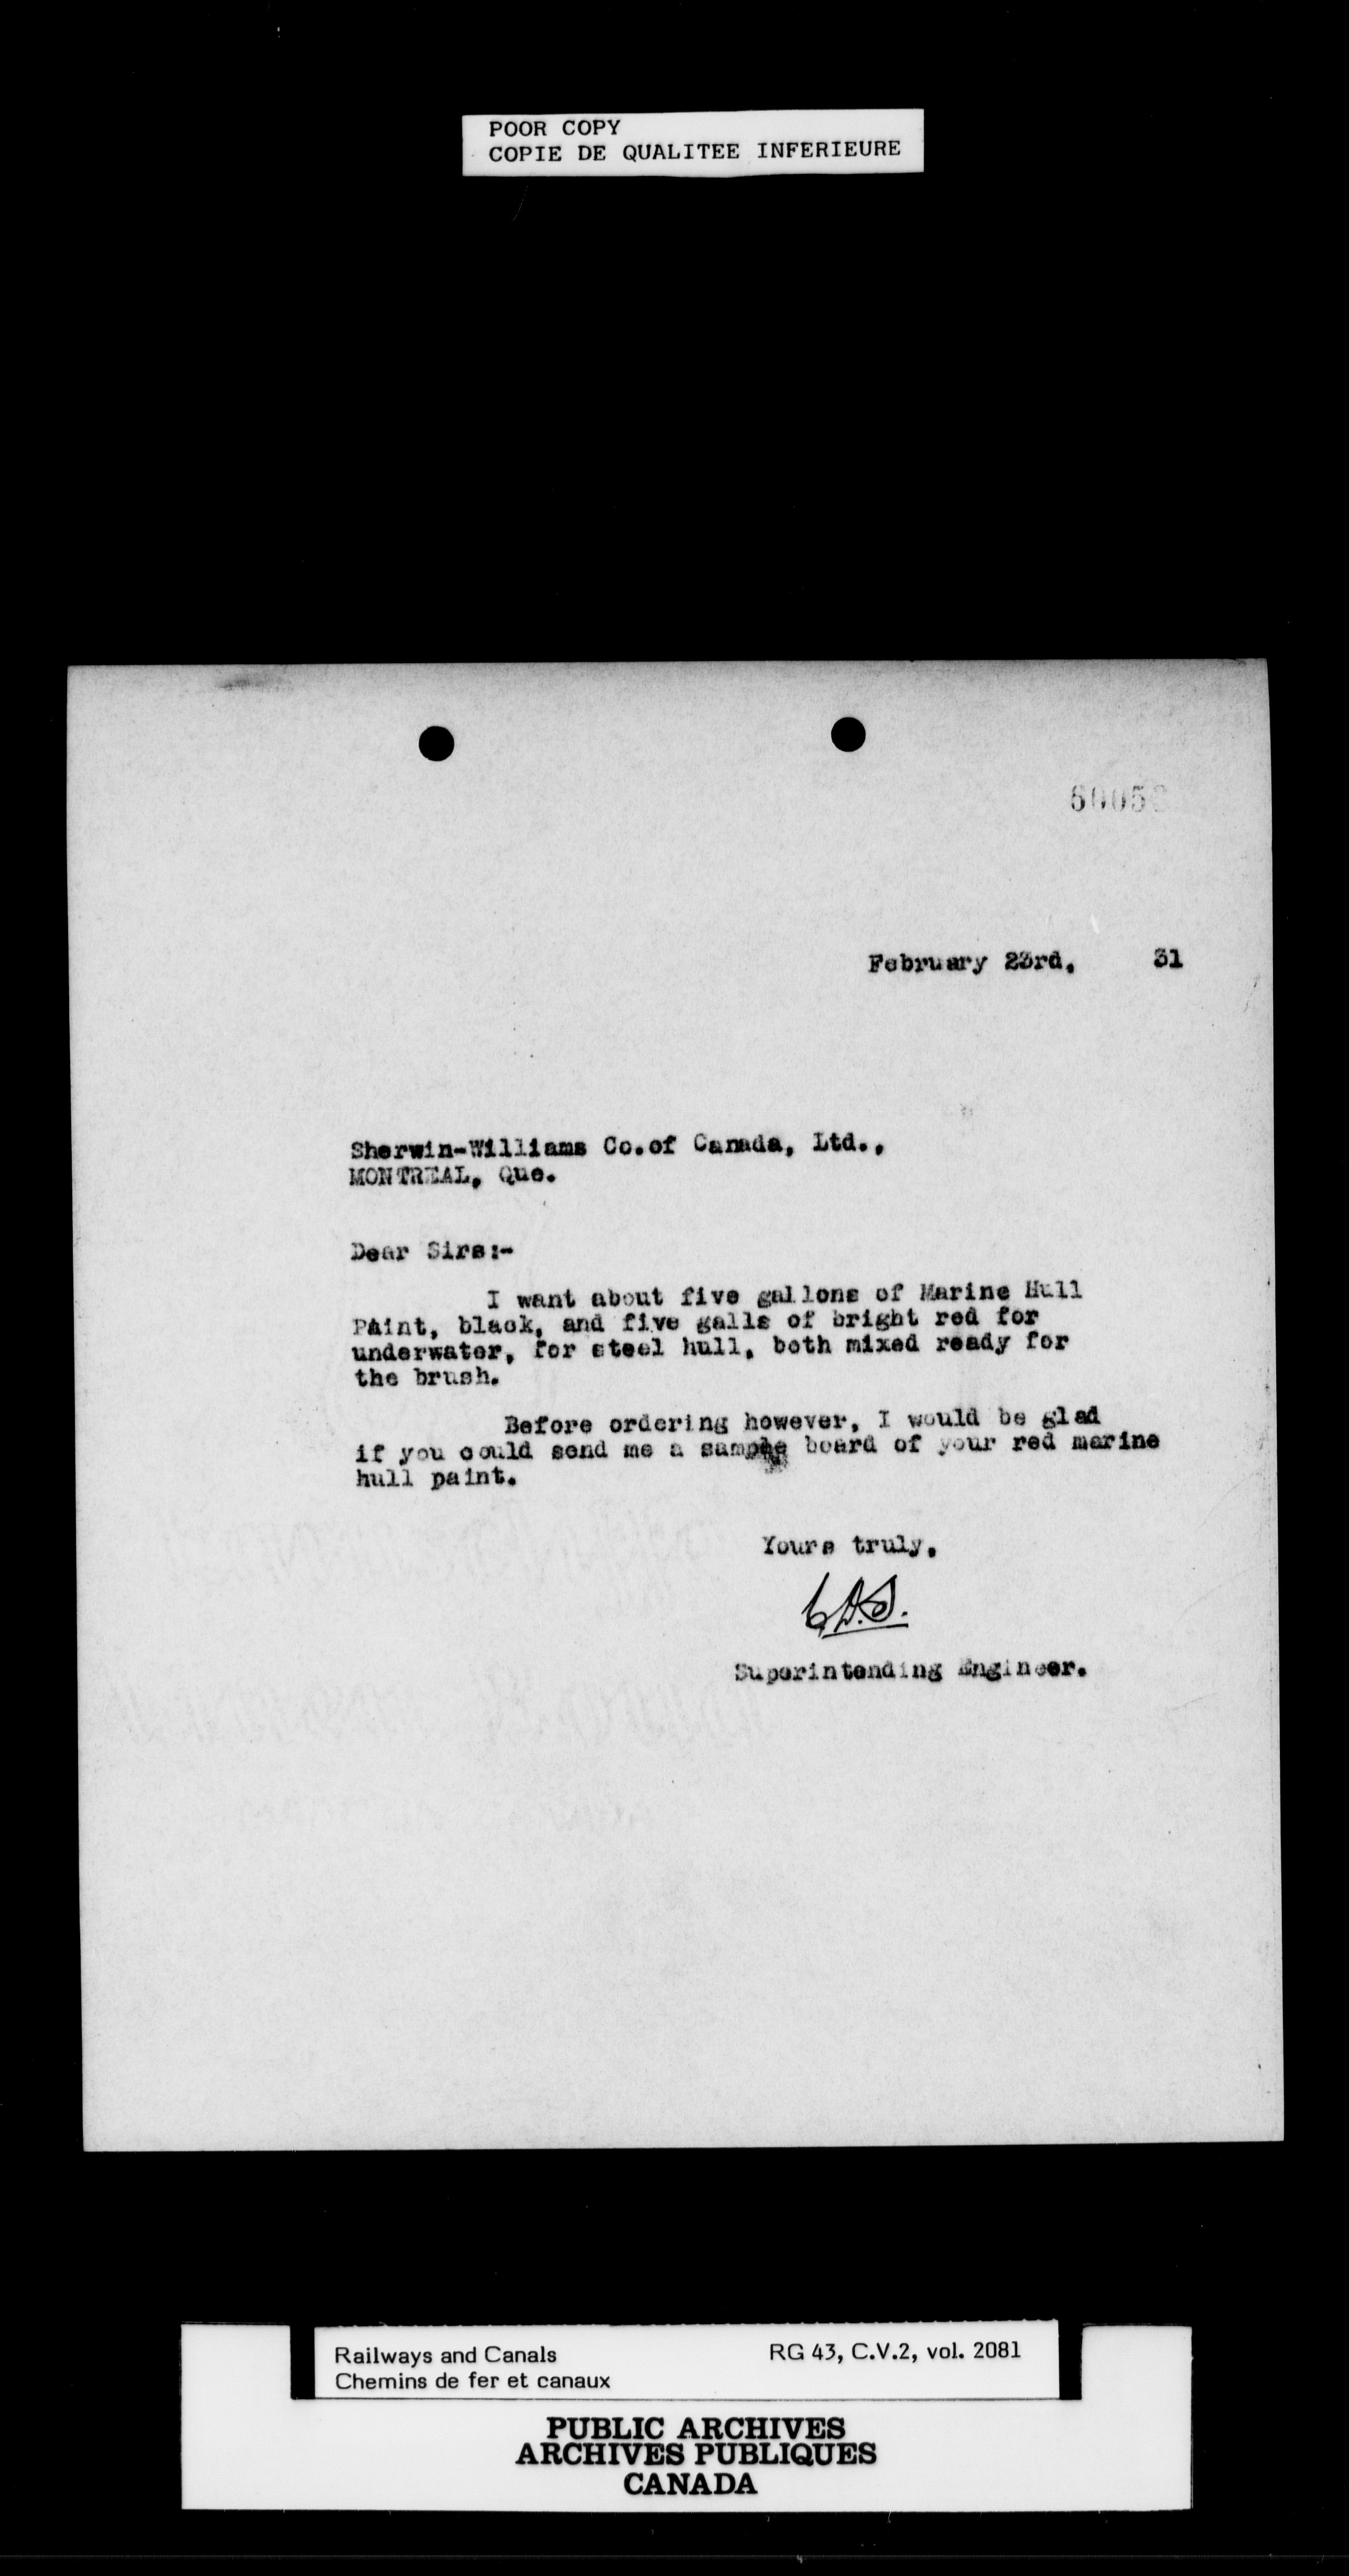 POOR COPY
COPIE DE QUALITEE INFERIEURE
February 23rd, 31
Sherwin-Williams Co.of Canada, Ltd.,
MONTREAL, Que.
Dear Sirs:-
I want about five gallons of Marine Hull
Paint, black, and five galls of bright red for
underwater, for steel hull, both mixed ready for
the brush.
Before ordering however, I would be glad
if you could send me a sample board of your red marine
hull paint.
Yours truly,
Superintending Engineer.
Railways and Canals RG 43, C.V.2, vol. 2081
Chemins de fer et canaux
PUBLIC ARCHIVES
ARCHIVES PUBLIQUES
CANADA